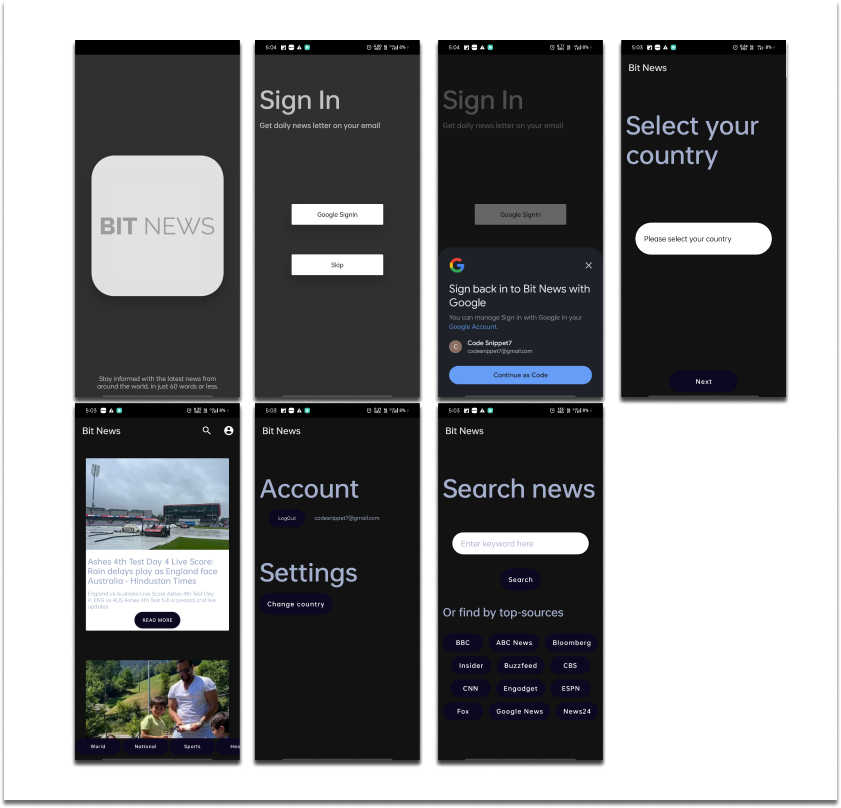 BIT NEWS
Stay informed with the latest news from
around the world, in just 60 words or less.
5:04
8%
Sign In
Get daily news letter on your email
Google SignIn
Skip
5:04
8%
Sign In
Get daily news letter on your email
Google SignIn
Sign back in to Bit News with
Google
You can manage Sign in with Google in your
Google Account.
C
Code Snippet7
codesnippet7@gmail.com
Continue as Code
5:03
8%
Bit News
Select your
country
Please select your country
Next
5:03
8%
Bit News
Ashes 4th Test Day 4 Live Score:
Rain delays play as England face
Australia - Hindustan Times
England vs Australia Live Score Ashes 4th Test Day
4: ENG vs AUS Ashes 4th Test full scorecard and live
updates.
READ MORE
World National Sports Hea
5:03
8%
Bit News
Account
LogOut codesnippet7@gmail.com
Settings
Change country
5:03
8%
Bit News
Search news
Enter keyword here
Search
Or find by top-sources
BBC ABC News Bloomberg
Insider Buzzfeed CBS
CNN Engadget ESPN
Fox Google News News24